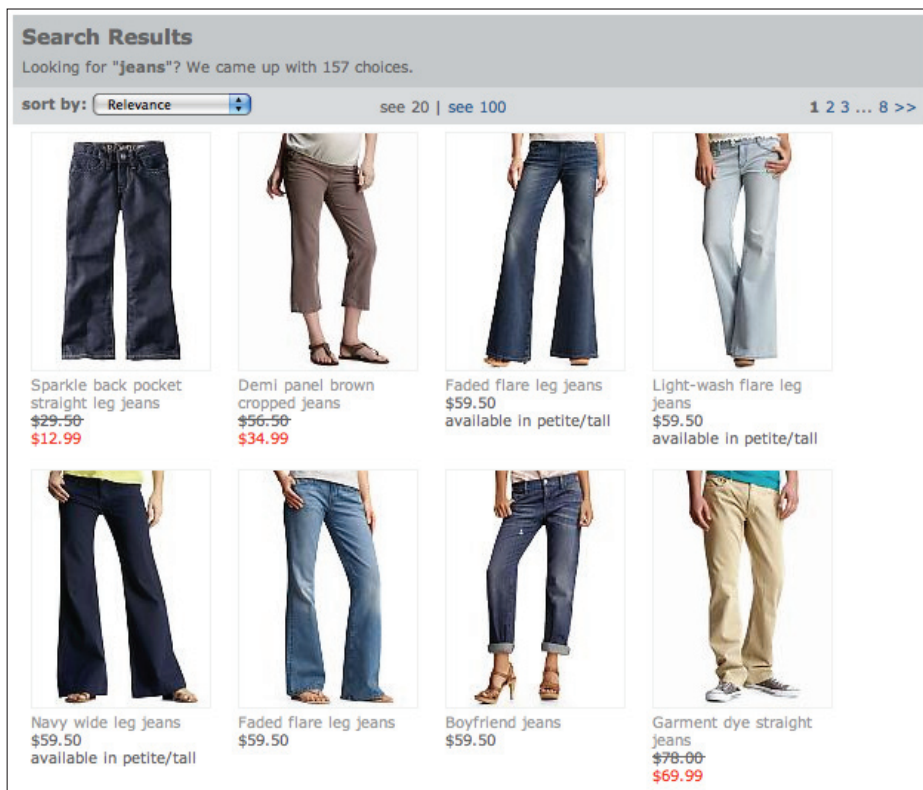 Search Results
Looking for "jeans"? We came up with 157 choices.
sort by: Relevance see 20 | see 100 1 2 3 ... 8 >>
Sparkle back pocket
straight leg jeans
$29.50
$12.99
Demi panel brown
cropped jeans
$56.50
$34.99
Faded flare leg jeans
$59.50
available in petite/tall
Light-wash flare leg
jeans
$59.50
available in petite/tall
Navy wide leg jeans
$59.50
available in petite/tall
Faded flare leg jeans
$59.50
Boyfriend jeans
$59.50
Garment dye straight
jeans
$78.00
$69.99